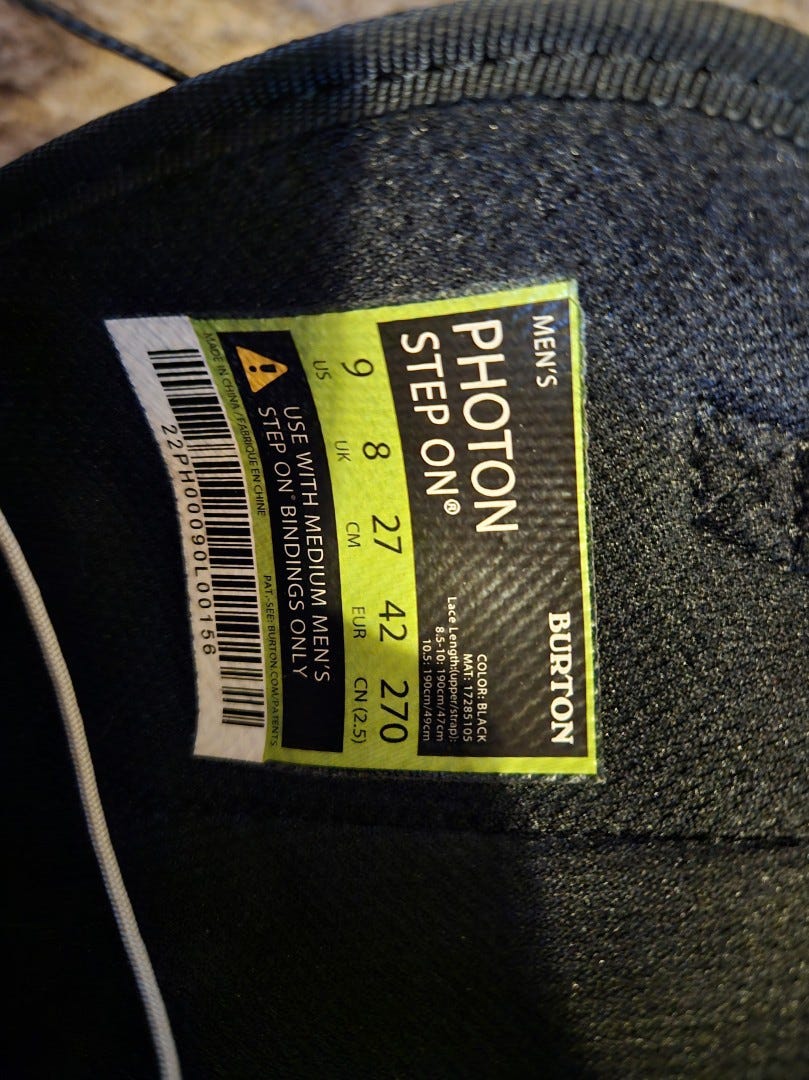 MEN'S
BURTON
PHOTON
STEP ON®
COLOR: BLACK
MAT: 17285105
Lace Length(upper/strap):
8.5-10: 190cm/47cm
10.5: 190cm/49cm
9 8 27 42 270
US UK CM EUR CN (2.5)
USE WITH MEDIUM MEN'S
STEP ON® BINDINGS ONLY
MADE IN CHINA / FABRIQUÉ EN CHINE
PAT.-SEE: BURTON.COM/PATENTS
22PH00090L00156